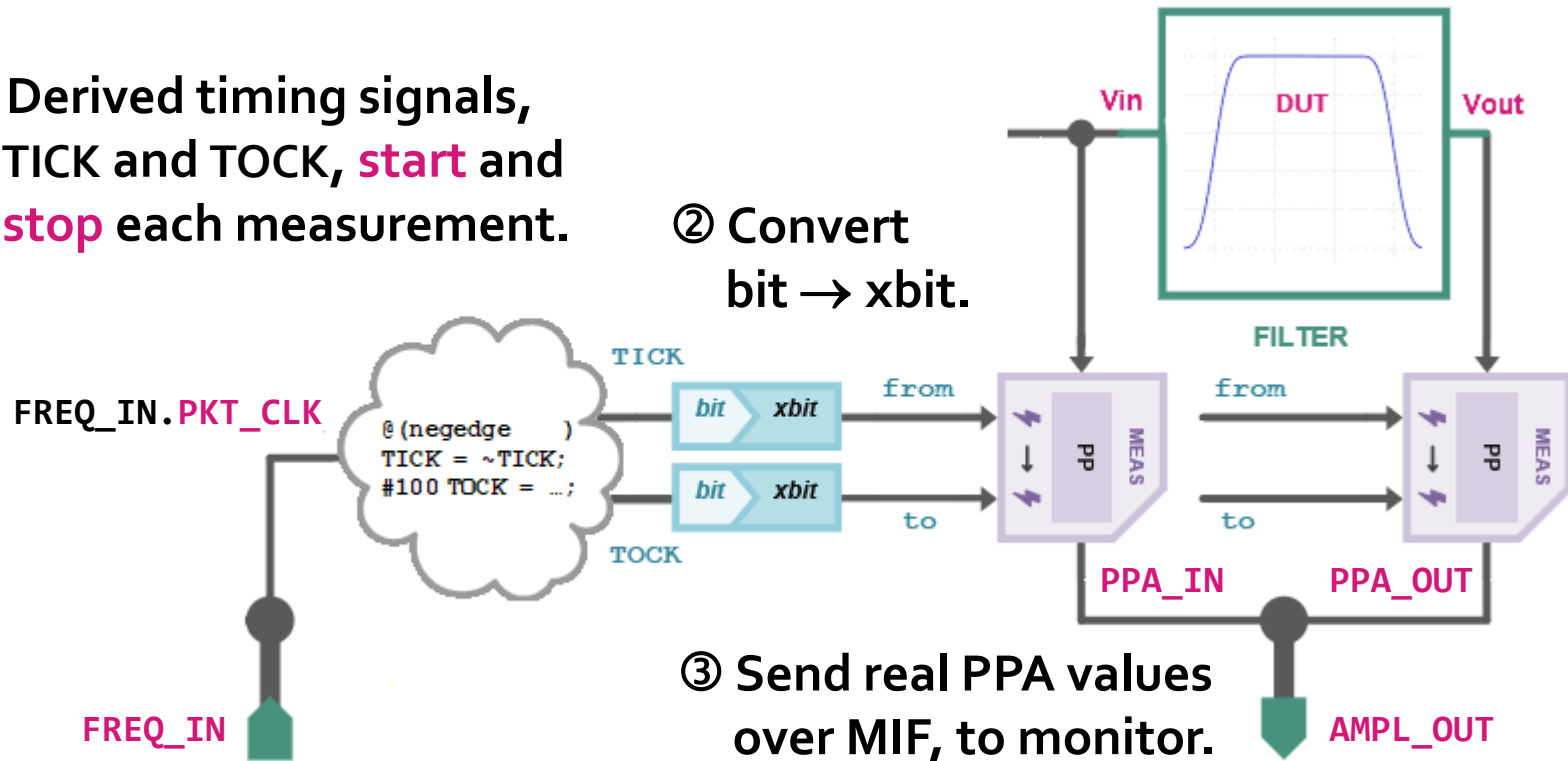 Derived timing signals,
TICK and TOCK, start and
stop each measurement.
② Convert
bit → xbit.
Vin
DUT
Vout
FILTER
FREQ_IN.PKT_CLK
@(negedge )
TICK = ~TICK;
#100 TOCK = …;
TICK
bit xbit
from
bit xbit
to
TOCK
PP
MEAS
from
to
PP
MEAS
PPA_IN
PPA_OUT
③ Send real PPA values
over MIF, to monitor.
FREQ_IN
AMPL_OUT